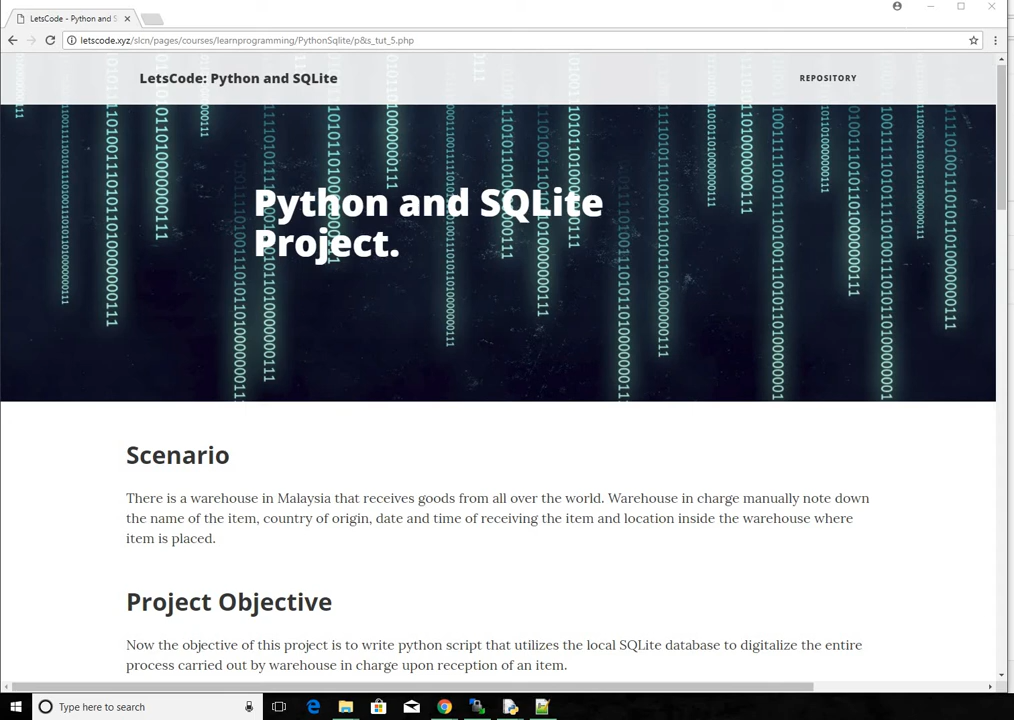 LetsCode - Python and S
letscode.xyz/slcn/pages/courses/learnprogramming/PythonSqlite/p&s_tut_5.php
LetsCode: Python and SQLite
REPOSITORY
Python and SQLite
Project.
Scenario
There is a warehouse in Malaysia that receives goods from all over the world. Warehouse in charge manually note down
the name of the item, country of origin, date and time of receiving the item and location inside the warehouse where
item is placed.
Project Objective
Now the objective of this project is to write python script that utilizes the local SQLite database to digitalize the entire
process carried out by warehouse in charge upon reception of an item.
Type here to search